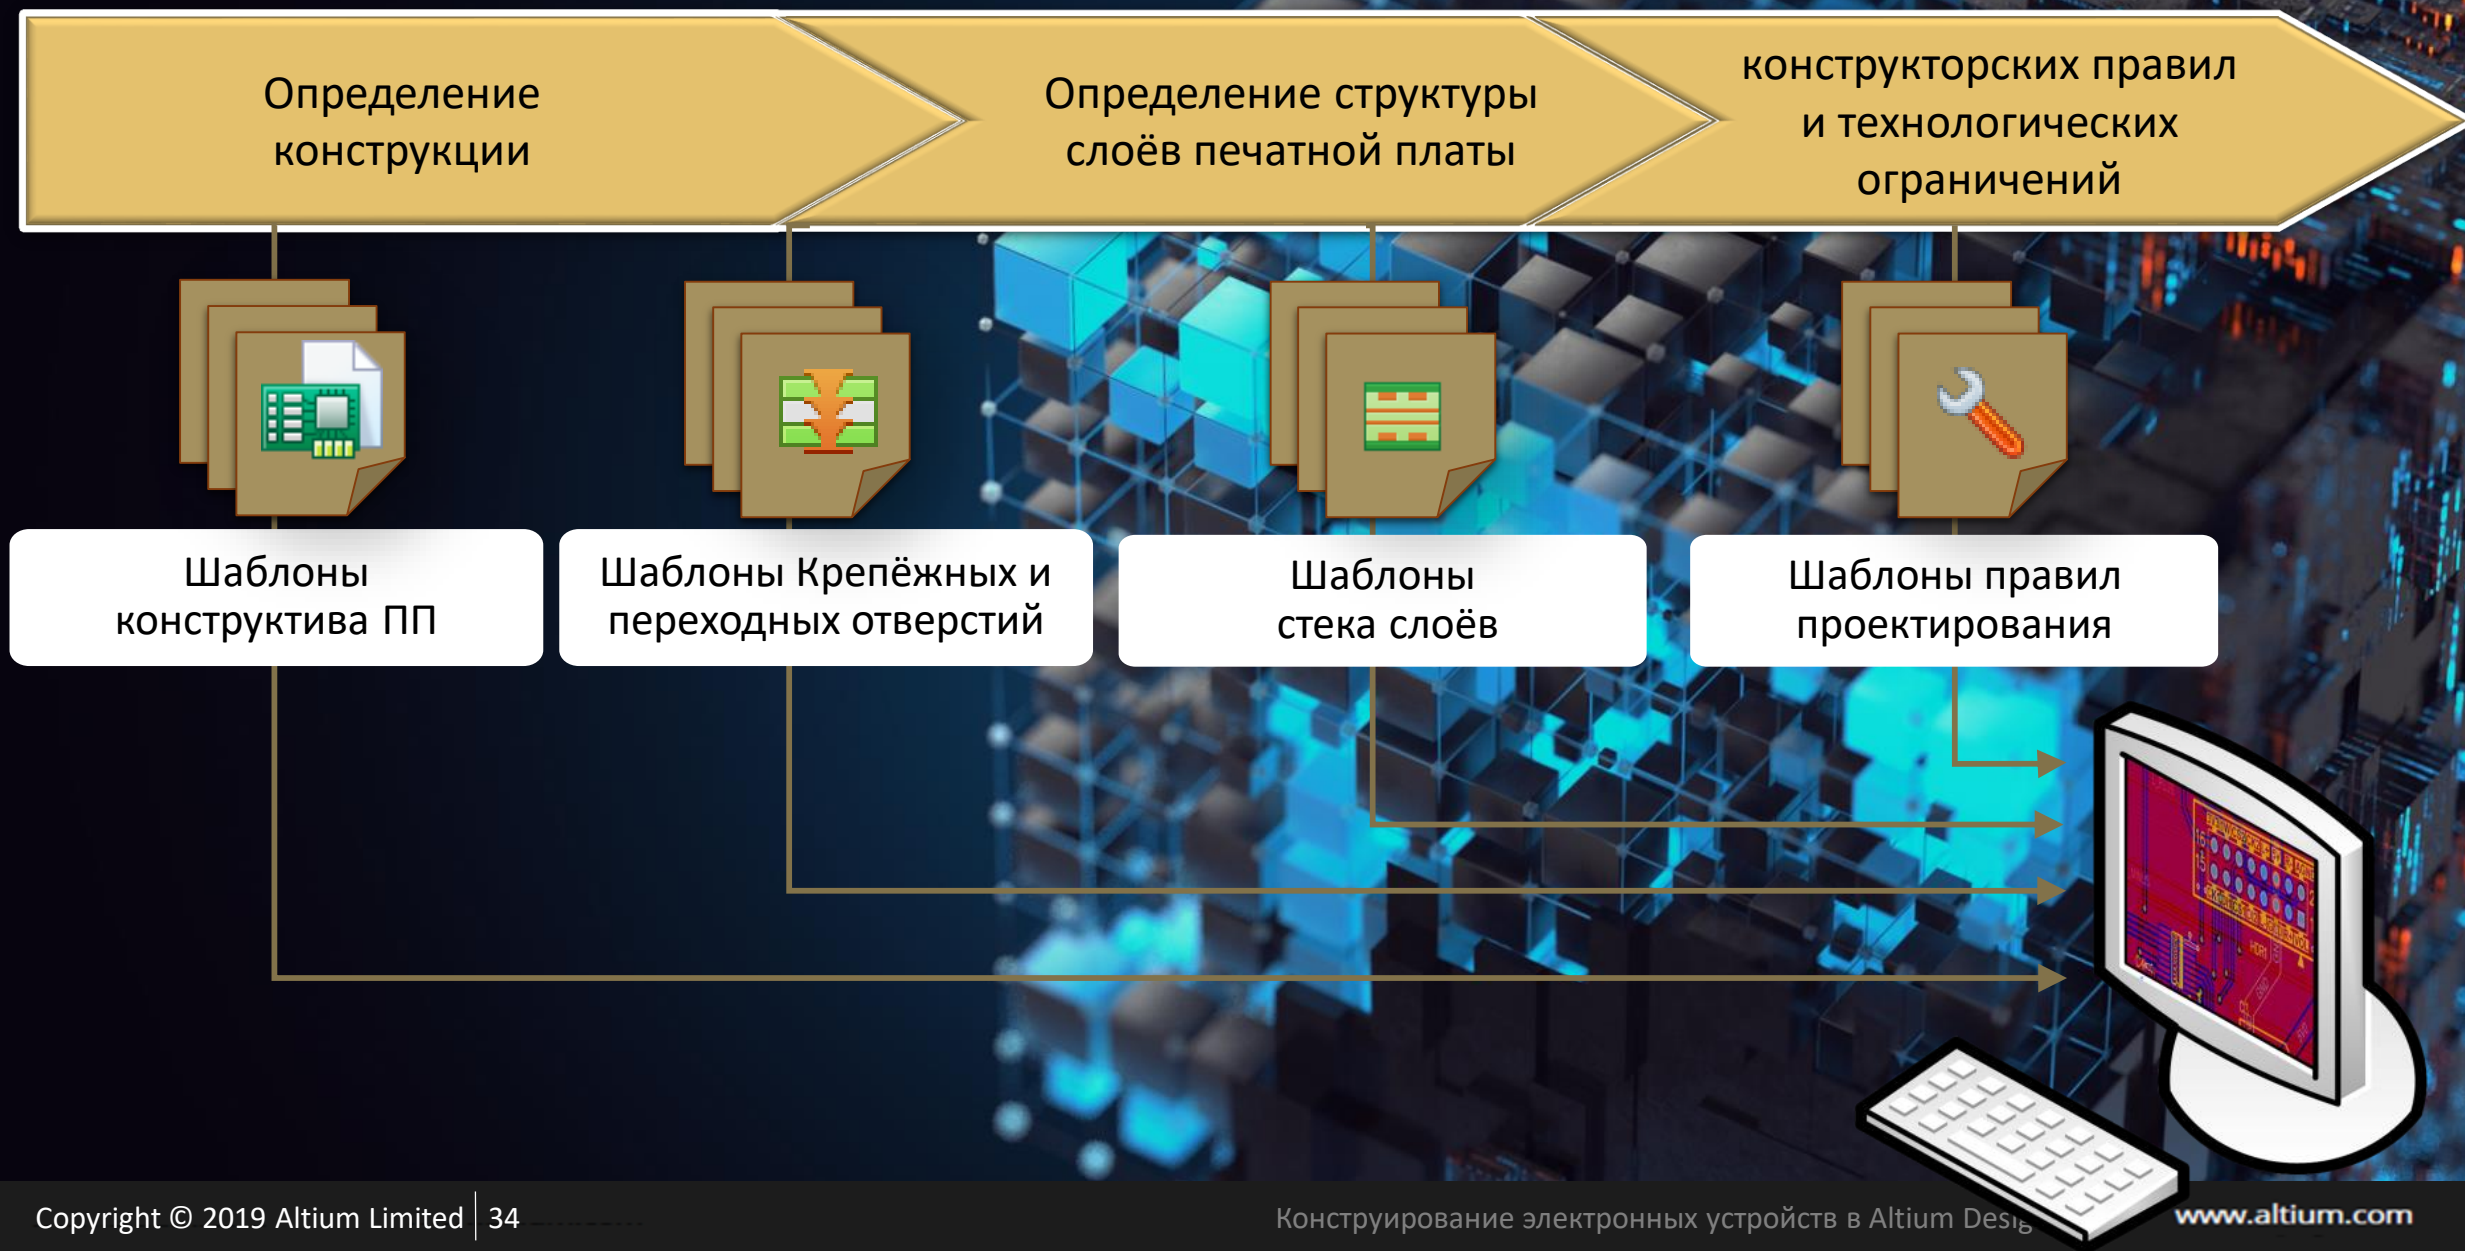 Определение
конструкции
Определение структуры
слоёв печатной платы
конструкторских правил
и технологических
ограничений
Шаблоны
конструктива ПП
Шаблоны Крепёжных и
переходных отверстий
Шаблоны
стека слоёв
Шаблоны правил
проектирования
Copyright © 2019 Altium Limited 34
Конструирование электронных устройств в Altium Desig
www.altium.com